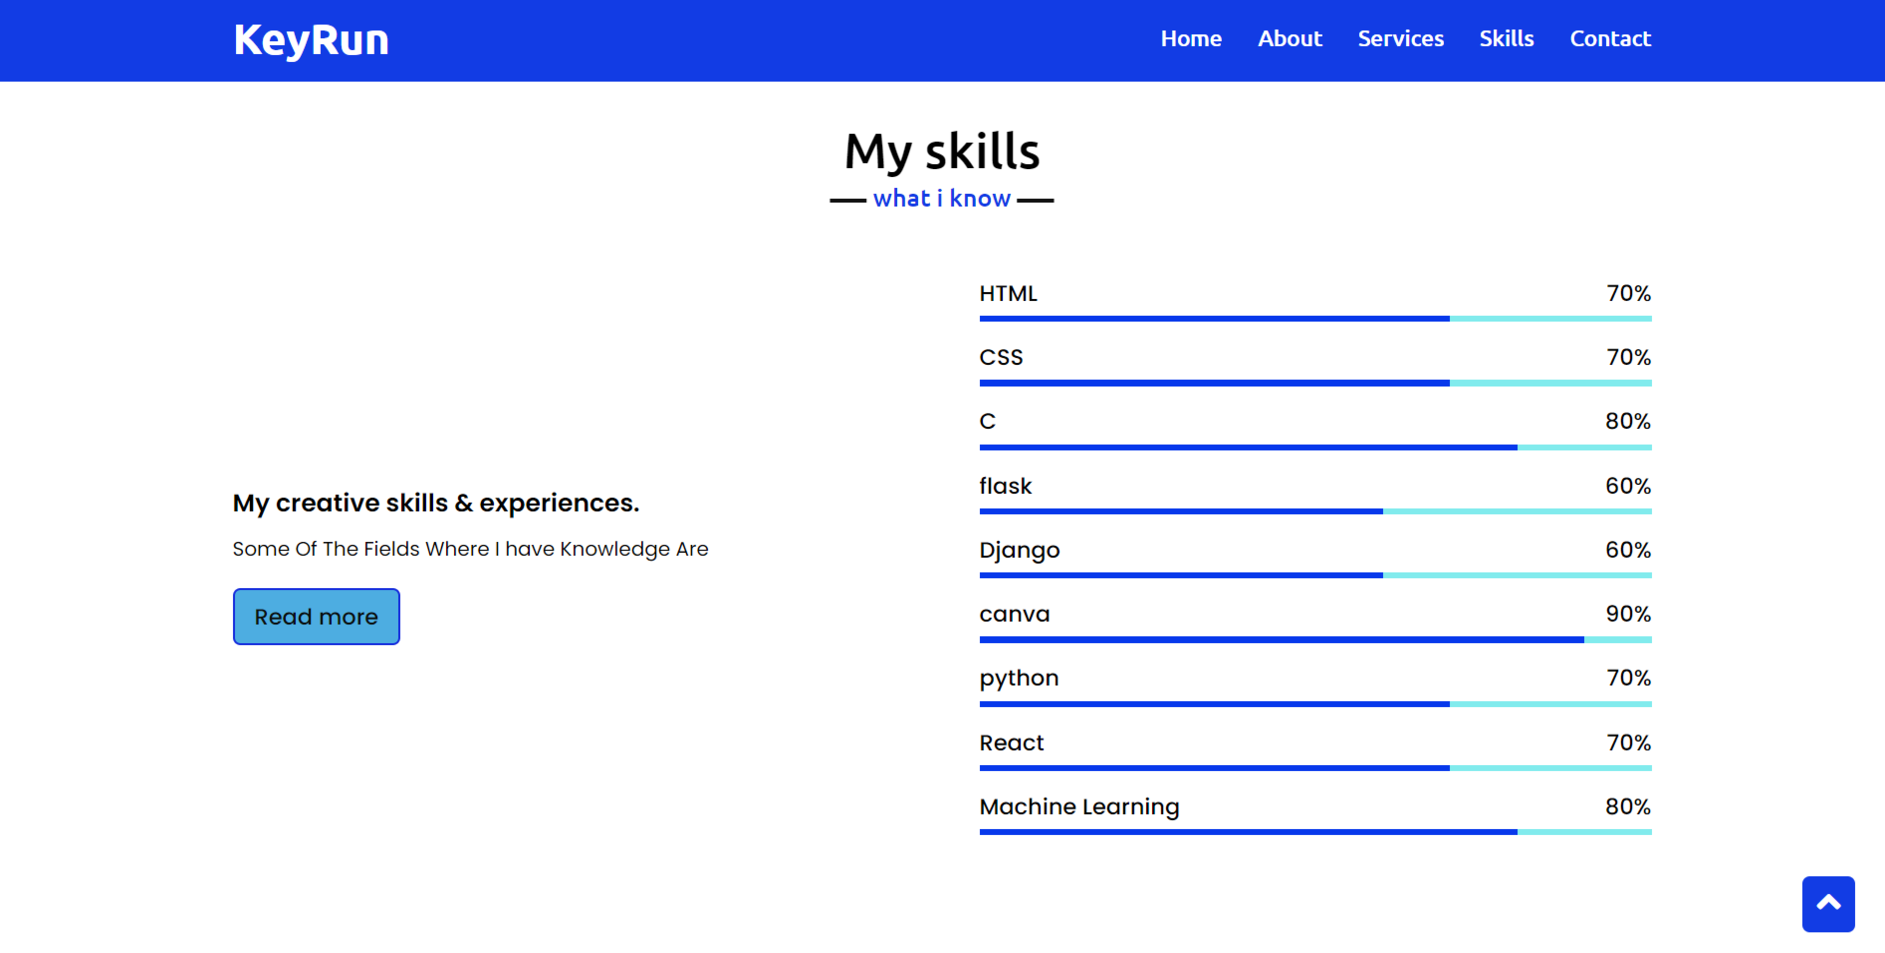 KeyRun
Home About Services Skills Contact
My skills
what i know
My creative skills & experiences.
Some Of The Fields Where I have Knowledge Are
Read more
HTML 70%
CSS 70%
C 80%
flask 60%
Django 60%
canva 90%
python 70%
React 70%
Machine Learning 80%